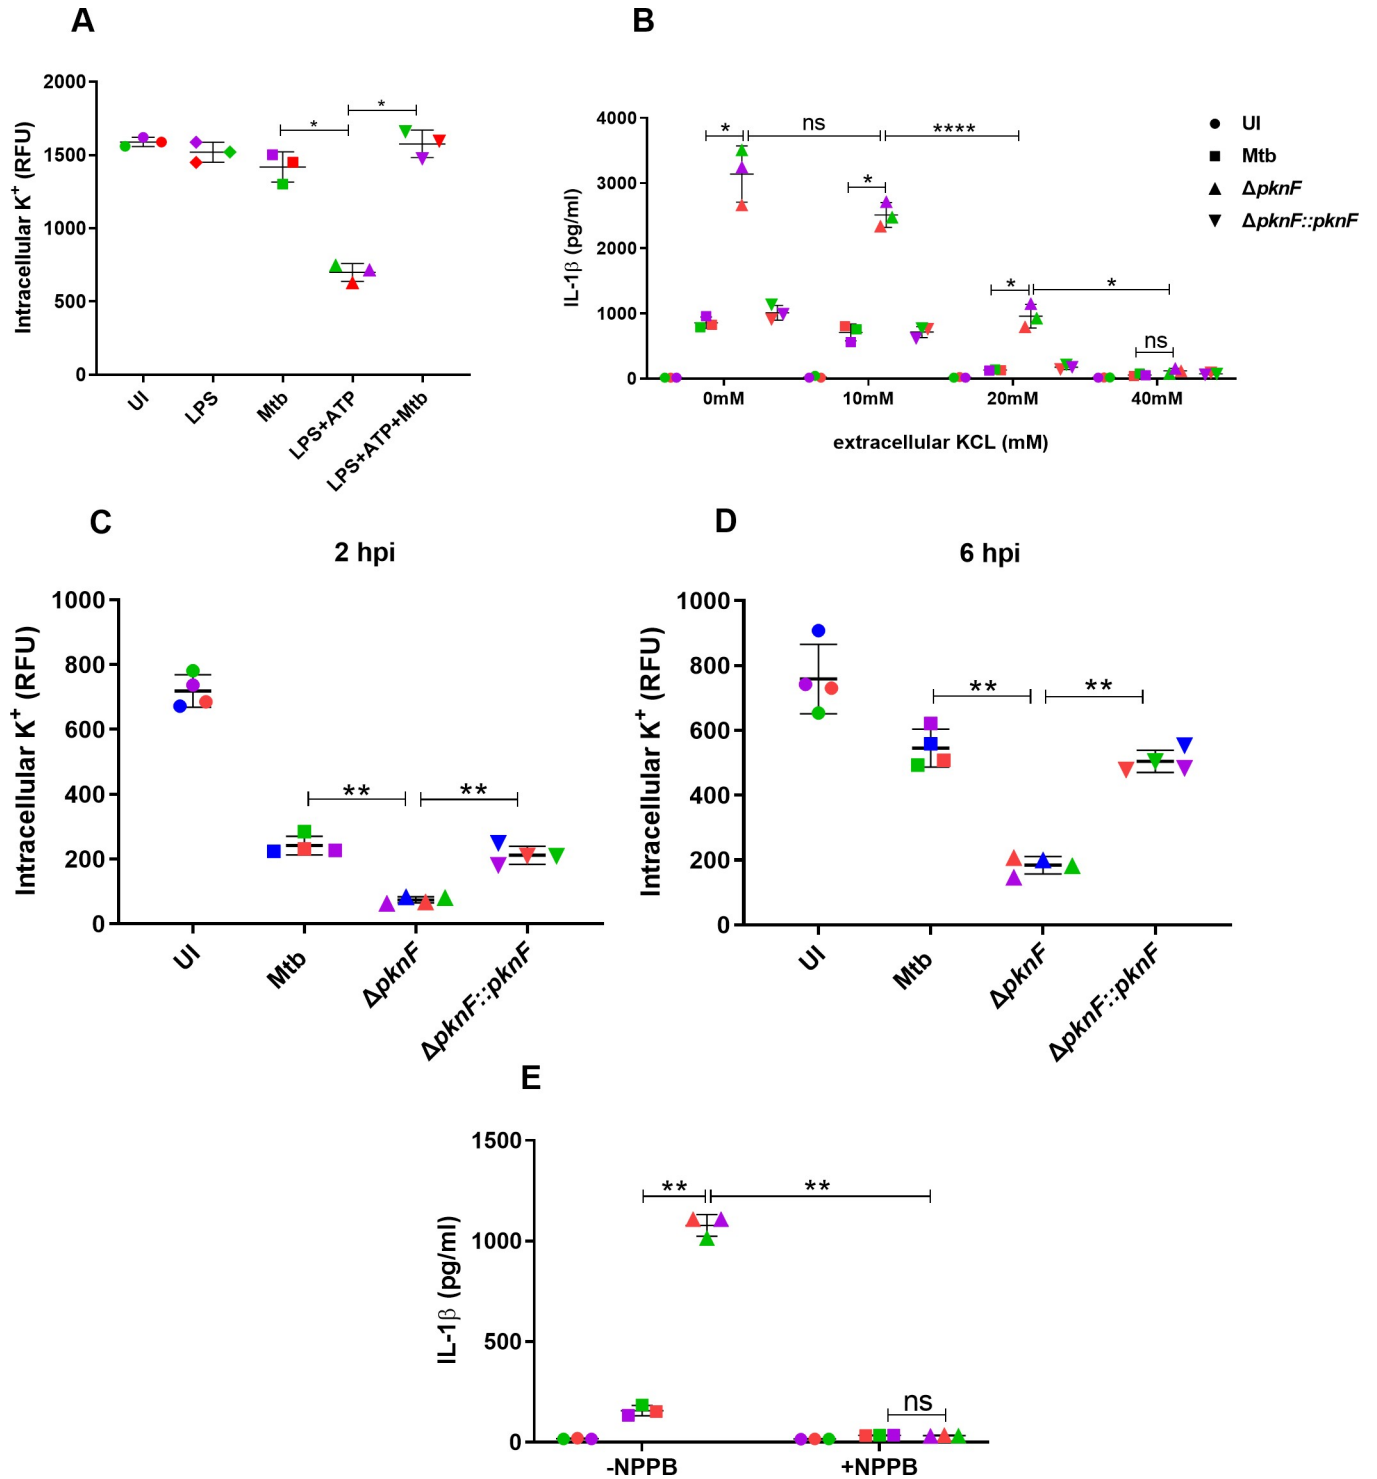 A
Intracellular K+ (RFU)
2000
1500
1000
500
0
*
*
UI
LPS
Mtb
LPS+ATP
LPS+ATP+Mtb
B
IL-1β (pg/ml)
4000
3000
2000
1000
0
*
ns
****
*
*
*
ns
0mM
10mM
20mM
40mM
extracellular KCL (mM)
UI
Mtb
ΔpknF
ΔpknF::pknF
C
2 hpi
Intracellular K+ (RFU)
1000
800
600
400
200
0
**
**
UI
Mtb
ΔpknF
ΔpknF::pknF
D
6 hpi
Intracellular K+ (RFU)
1000
800
600
400
200
0
**
**
UI
Mtb
ΔpknF
ΔpknF::pknF
E
IL-1β (pg/ml)
1500
1000
500
0
**
**
ns
-NPPB
+NPPB